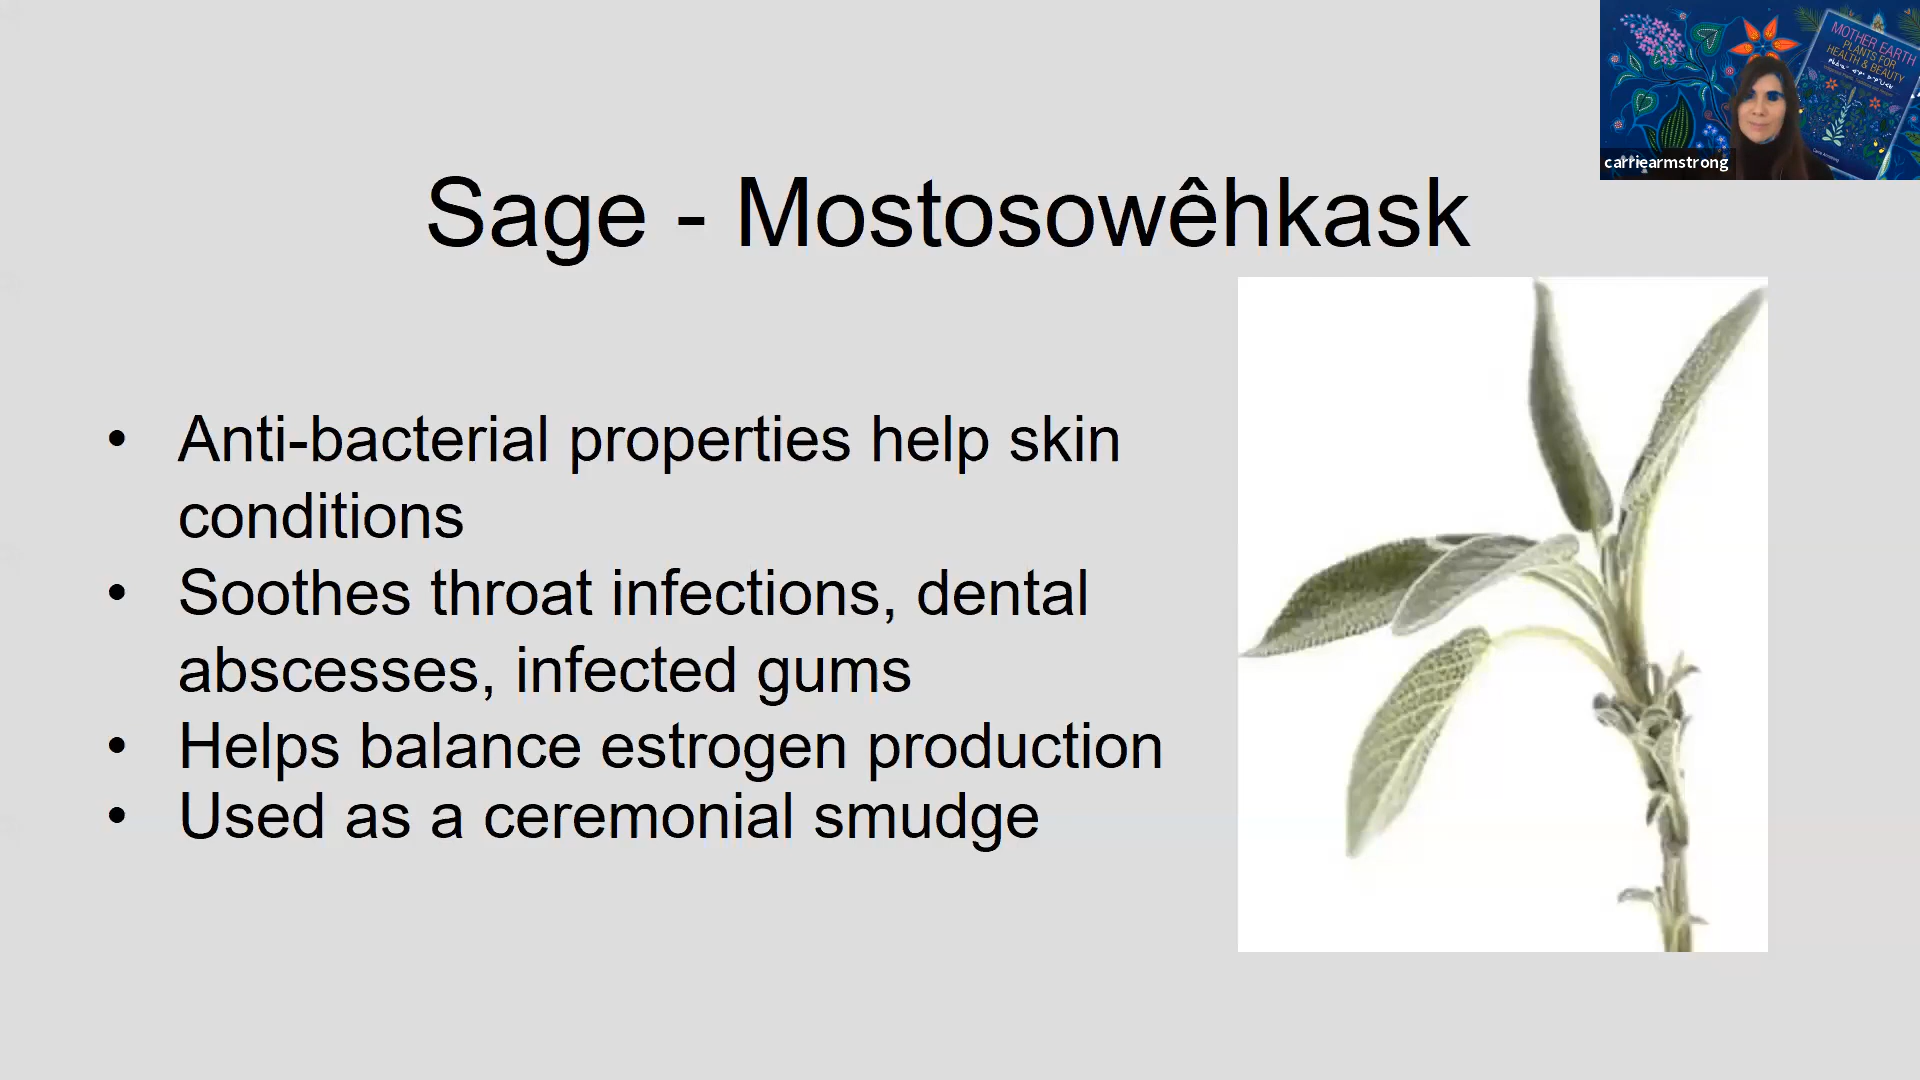 Sage - Mostosowêhkask
• Anti-bacterial properties help skin
conditions
• Soothes throat infections, dental
abscesses, infected gums
• Helps balance estrogen production
• Used as a ceremonial smudge
MOTHER EARTH
PLANTS FOR
HEALTH & BEAUTY
carriearmstrong